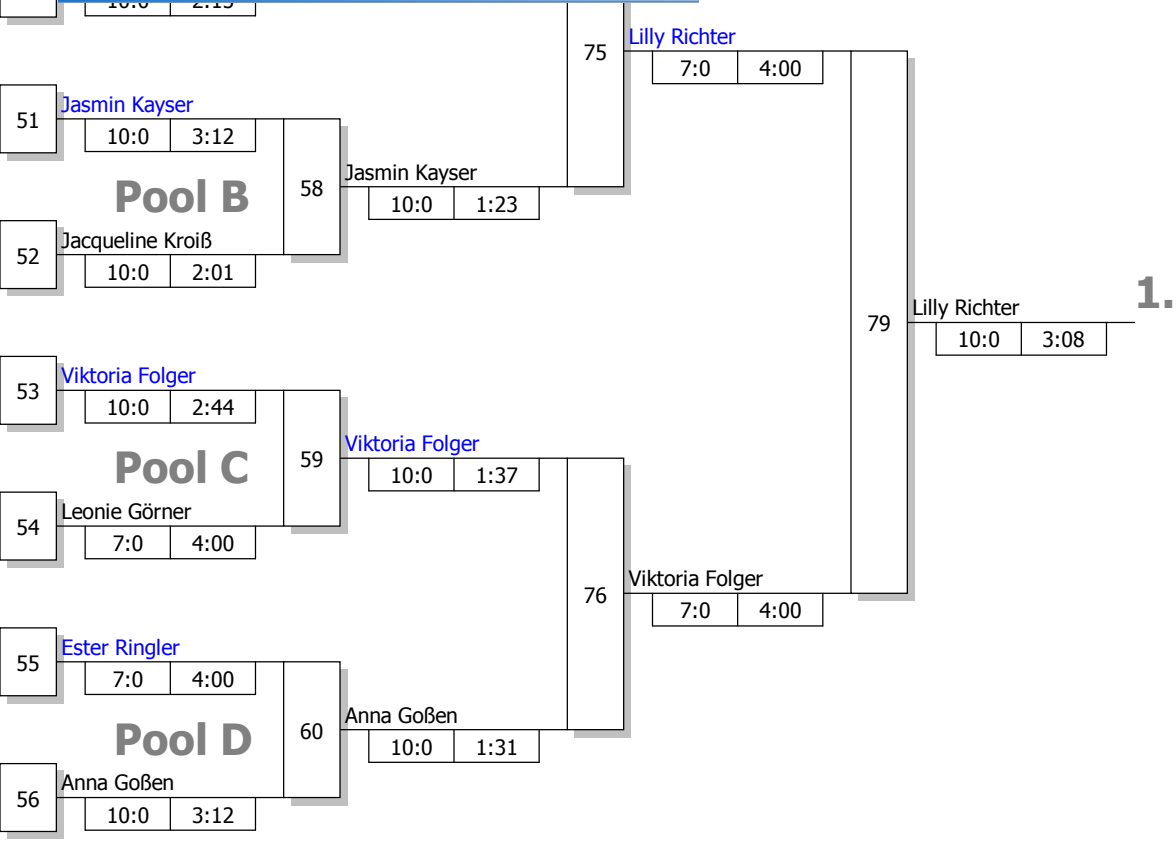 75
Lilly Richter
7:0 4:00
51
Jasmin Kayser
10:0 3:12
Pool B
58
Jasmin Kayser
10:0 1:23
52
Jacqueline Kroiß
10:0 2:01
79
Lilly Richter
10:0 3:08
1.
53
Viktoria Folger
10:0 2:44
Pool C
59
Viktoria Folger
10:0 1:37
54
Leonie Görner
7:0 4:00
76
Viktoria Folger
7:0 4:00
55
Ester Ringler
7:0 4:00
Pool D
60
Anna Goßen
10:0 1:31
56
Anna Goßen
10:0 3:12